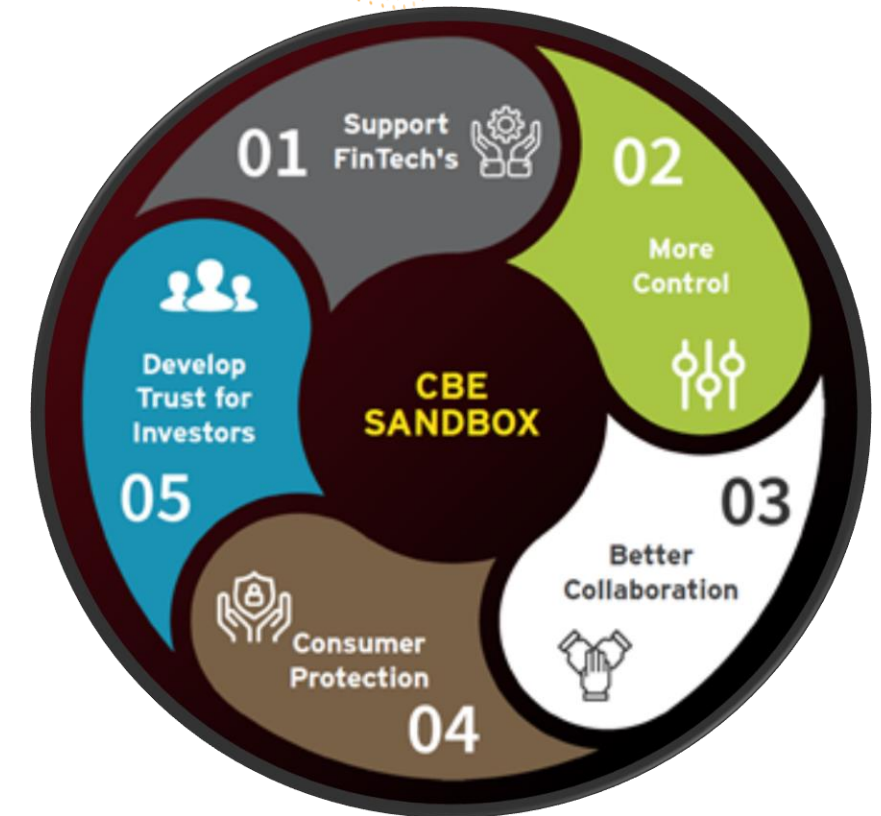 01
Support
FinTech's
02
More
Control
03
Better
Collaboration
Consumer
Protection
04
Develop
Trust for
Investors
05
CBE
SANDBOX